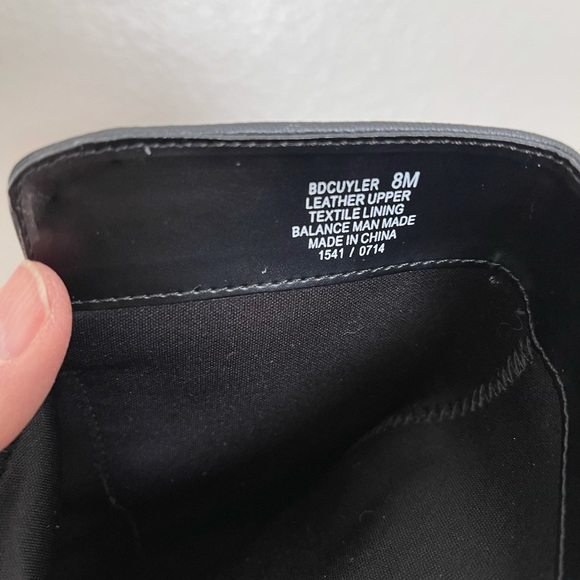 BDCUYLER 8M
LEATHER UPPER
TEXTILE LINING
BALANCE MAN MADE
MADE IN CHINA
1541 / 0714